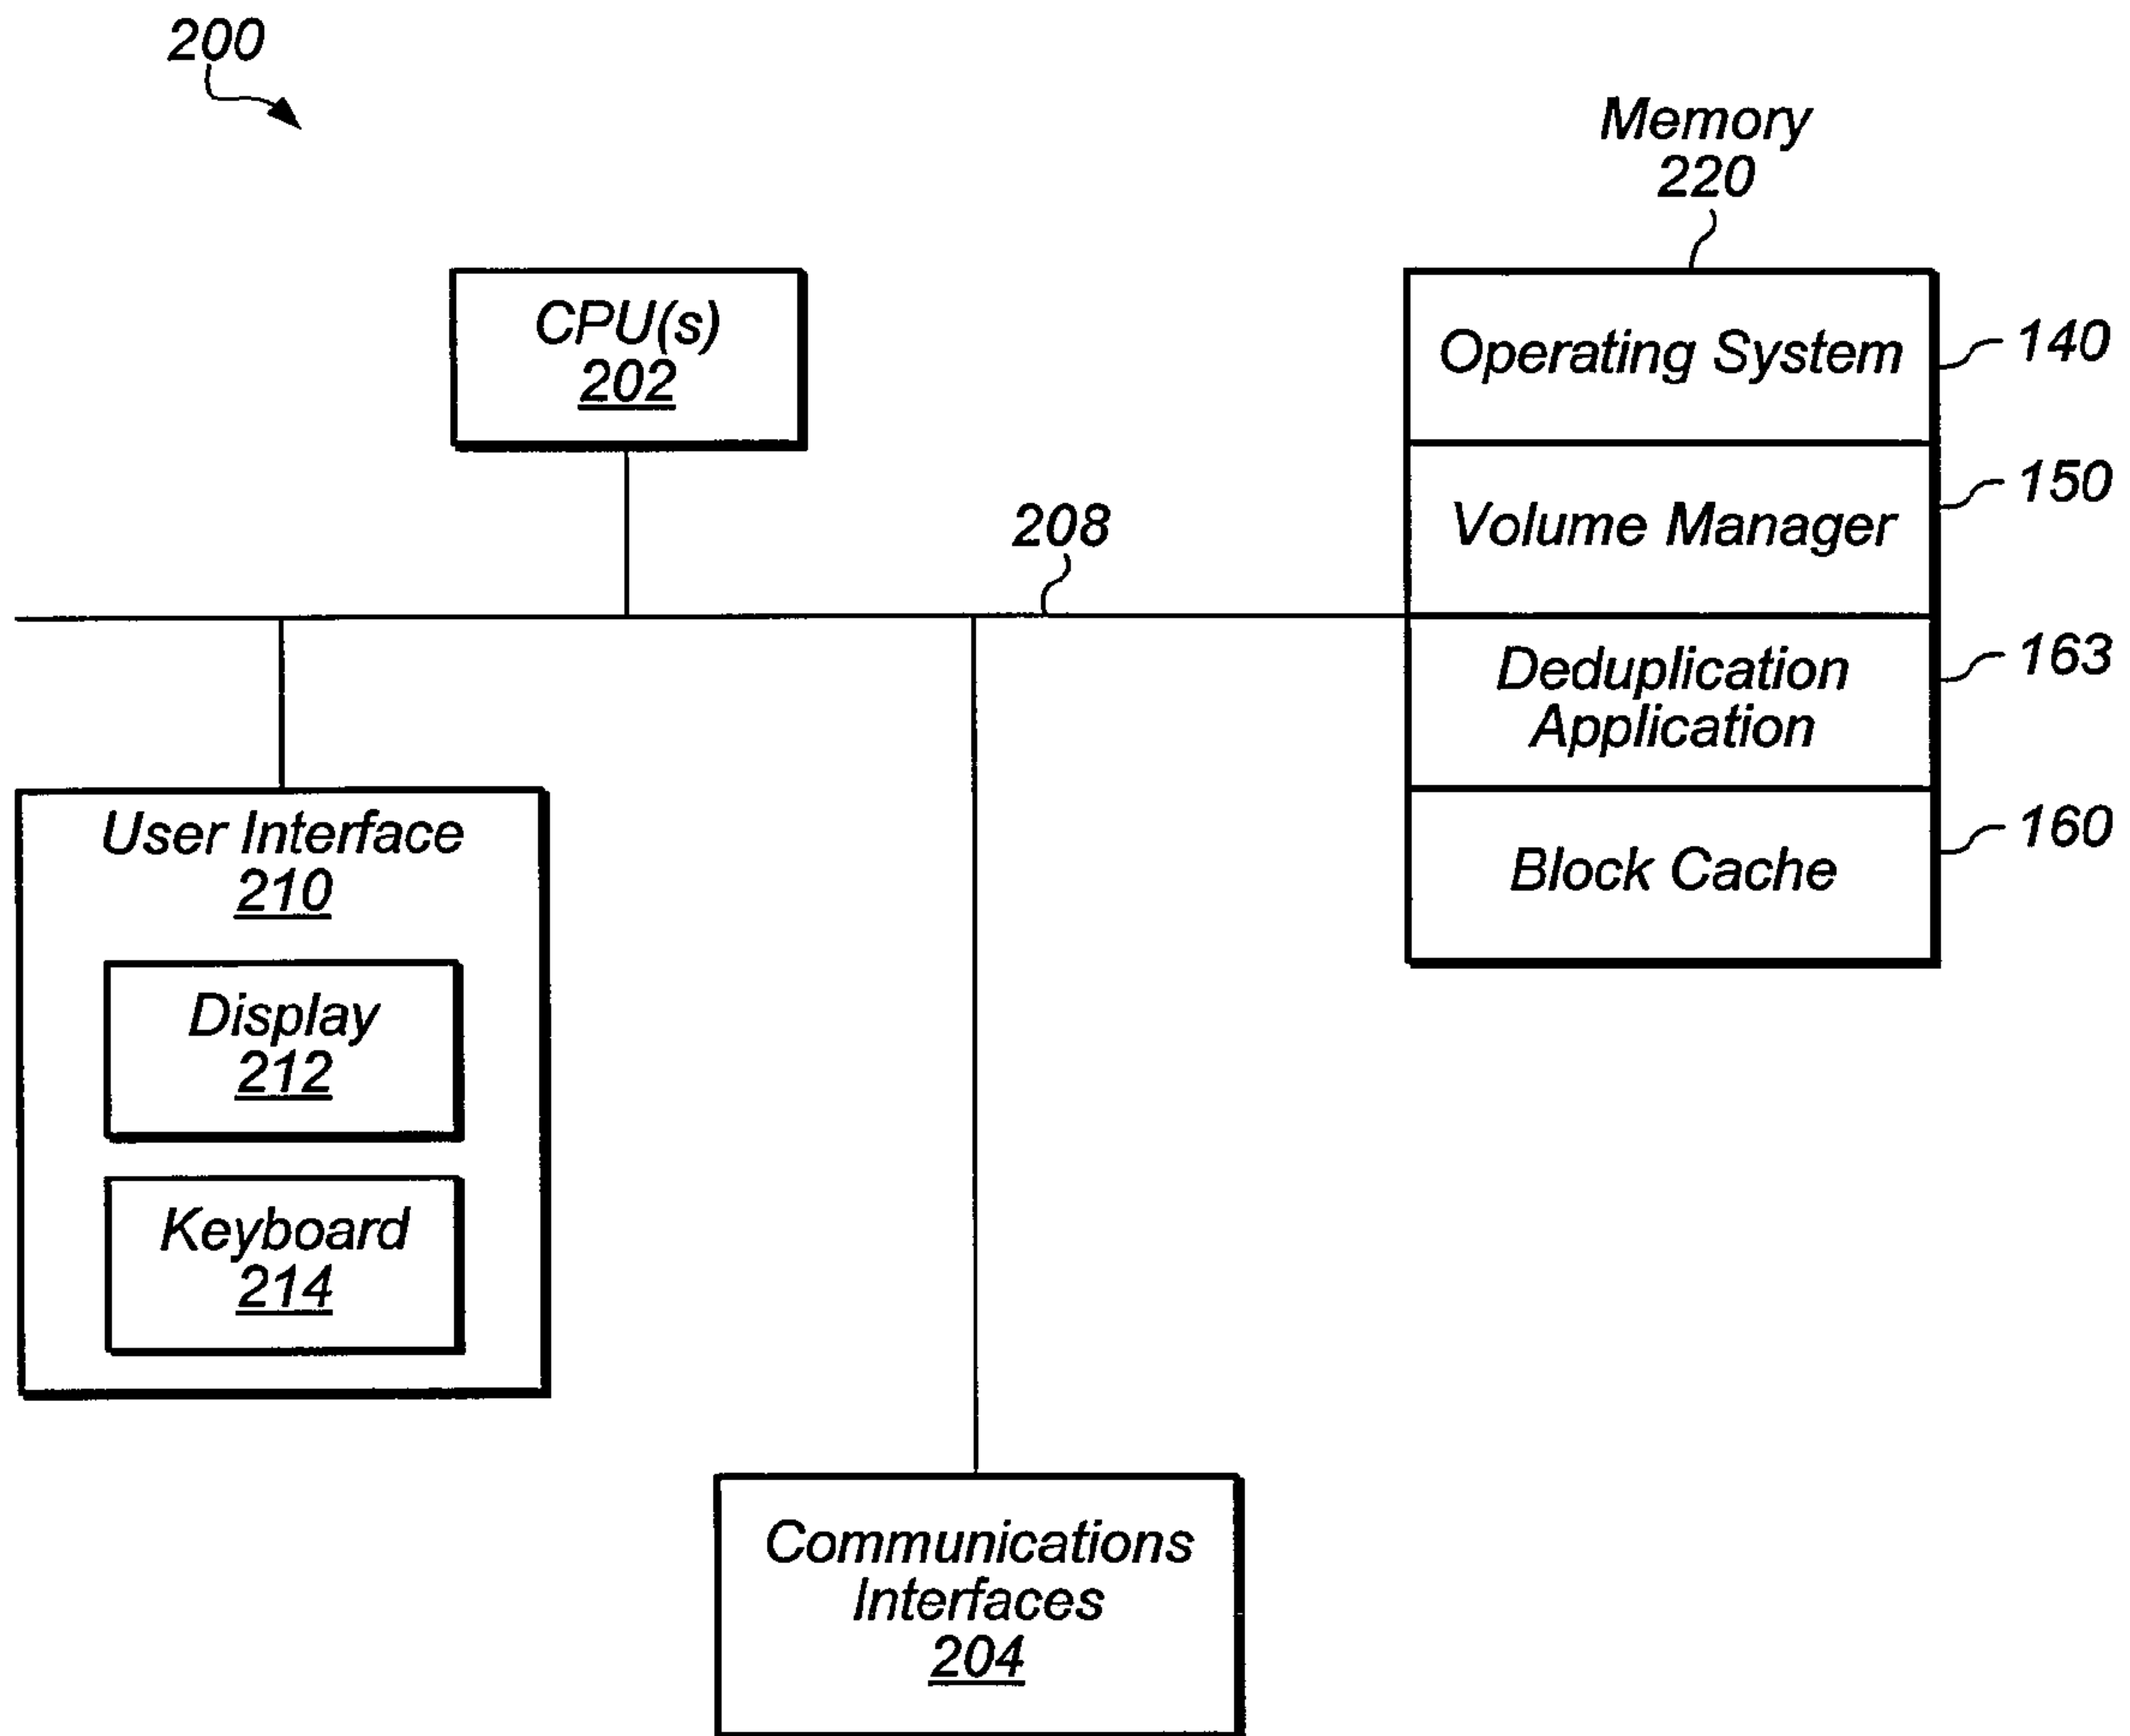 200
Memory
220
CPU(s)
202
Operating System
140
Volume Manager
150
208
Deduplication
Application
163
Block Cache
160
User Interface
210
Display
212
Keyboard
214
Communications
Interfaces
204